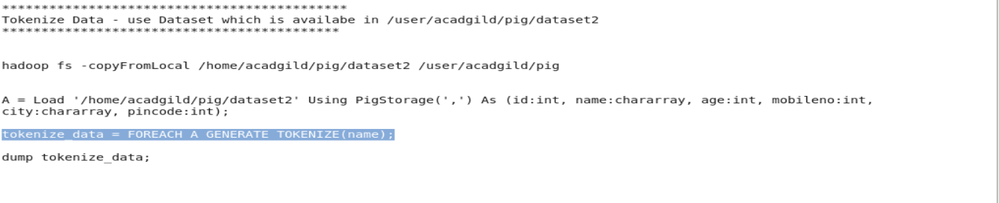 ********************************************
Tokenize Data - use Dataset which is availabe in /user/acadgild/pig/dataset2
*******************************************
hadoop fs -copyFromLocal /home/acadgild/pig/dataset2 /user/acadgild/pig
A = Load '/home/acadgild/pig/dataset2' Using PigStorage(',') As (id:int, name:chararray, age:int, mobileno:int,
city:chararray, pincode:int);
tokenize_data = FOREACH A GENERATE TOKENIZE(name);
dump tokenize_data;